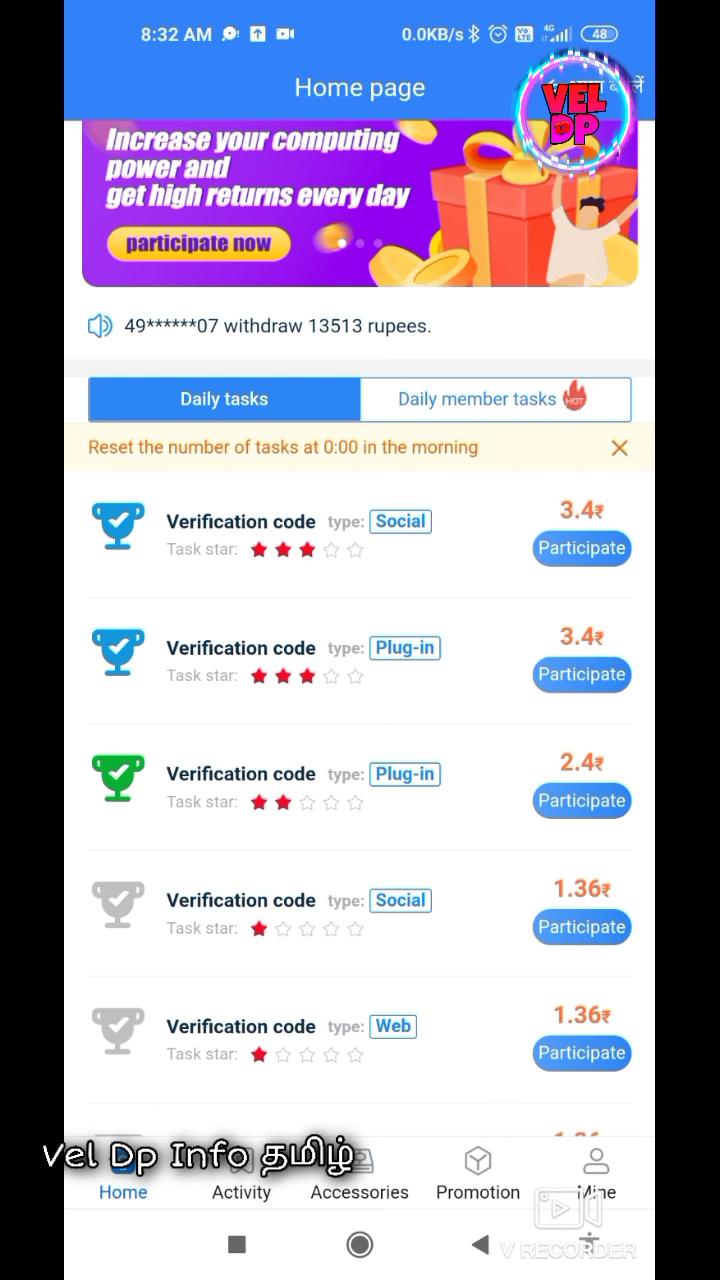 8:32 AM
0.0KB/s
Vo
LTE
4G
48
Home page
VEL
DP
Increase your computing
power and
get high returns every day
participate now
49******07 withdraw 13513 rupees.
Daily tasks
Daily member tasks HOT
Reset the number of tasks at 0:00 in the morning
Verification code type: Social
3.4₹
Task star:
Participate
Verification code type: Plug-in
3.4₹
Task star:
Participate
Verification code type: Plug-in
2.4₹
Task star:
Participate
Verification code type: Social
1.36₹
Task star:
Participate
Verification code type: Web
1.36₹
Task star:
Participate
Vel Dp Info தமிழ்
Home
Activity
Accessories
Promotion
Mine
V RECORDER